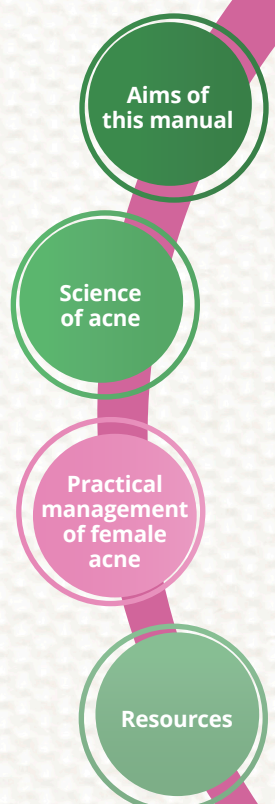 Aims of
this manual
Science
of acne
Practical
management
of female
acne
Resources